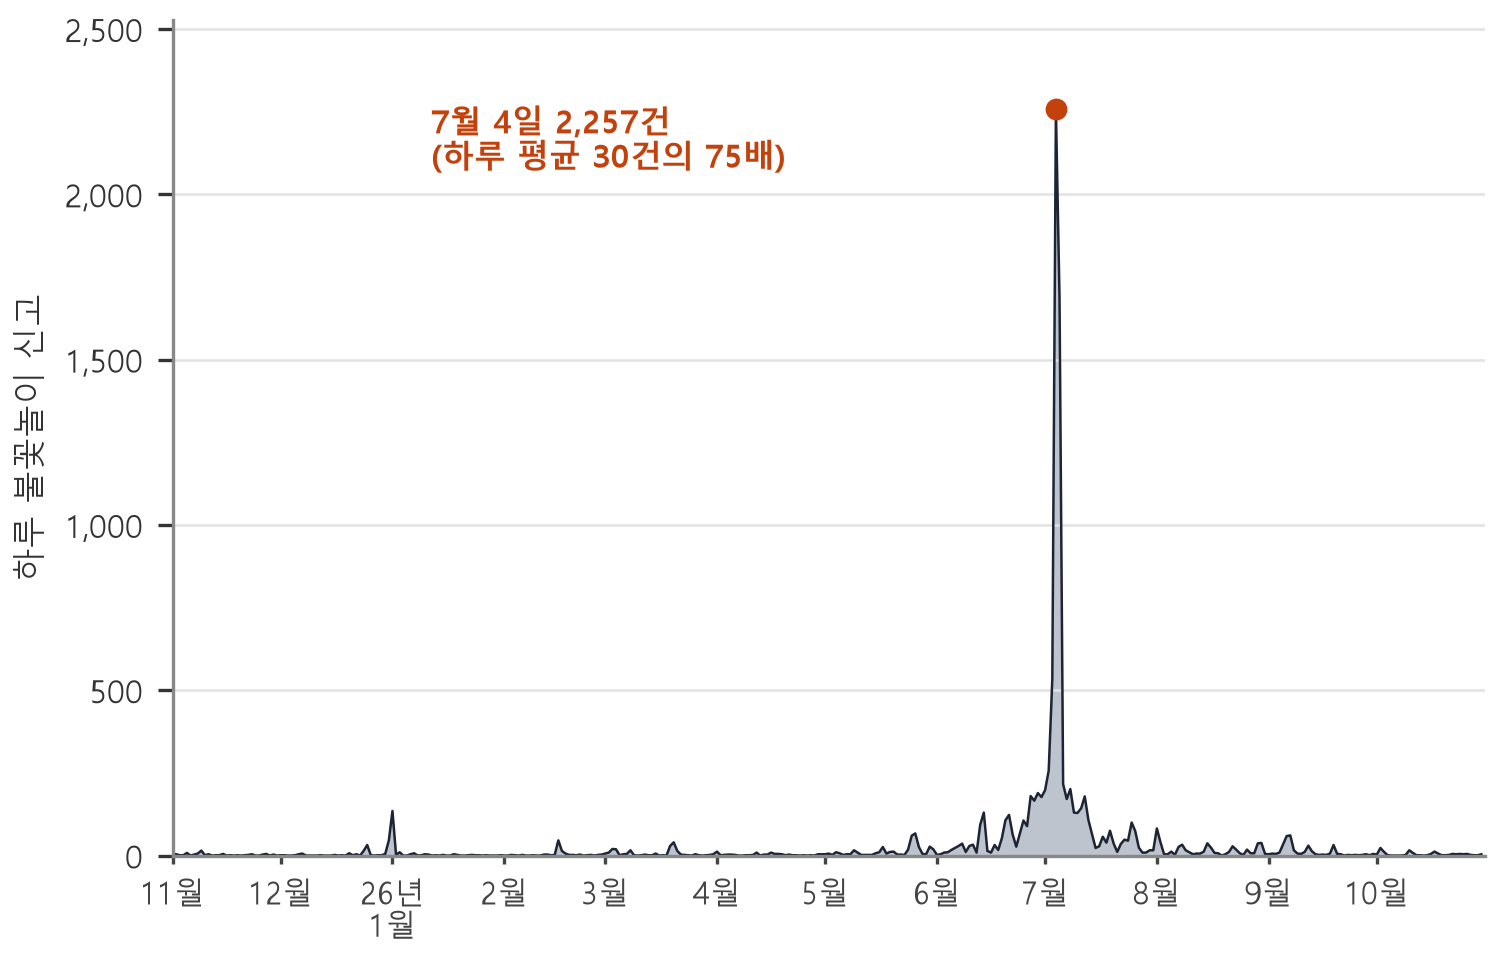 2,500
7월 4일 2,257건
(하루 평균 30건의 75배)
2,000
1,500
1,000
500
0
하루 불꽃놀이 신고
11월 12월 26년 2월 3월 4월 5월 6월 7월 8월 9월 10월
1월